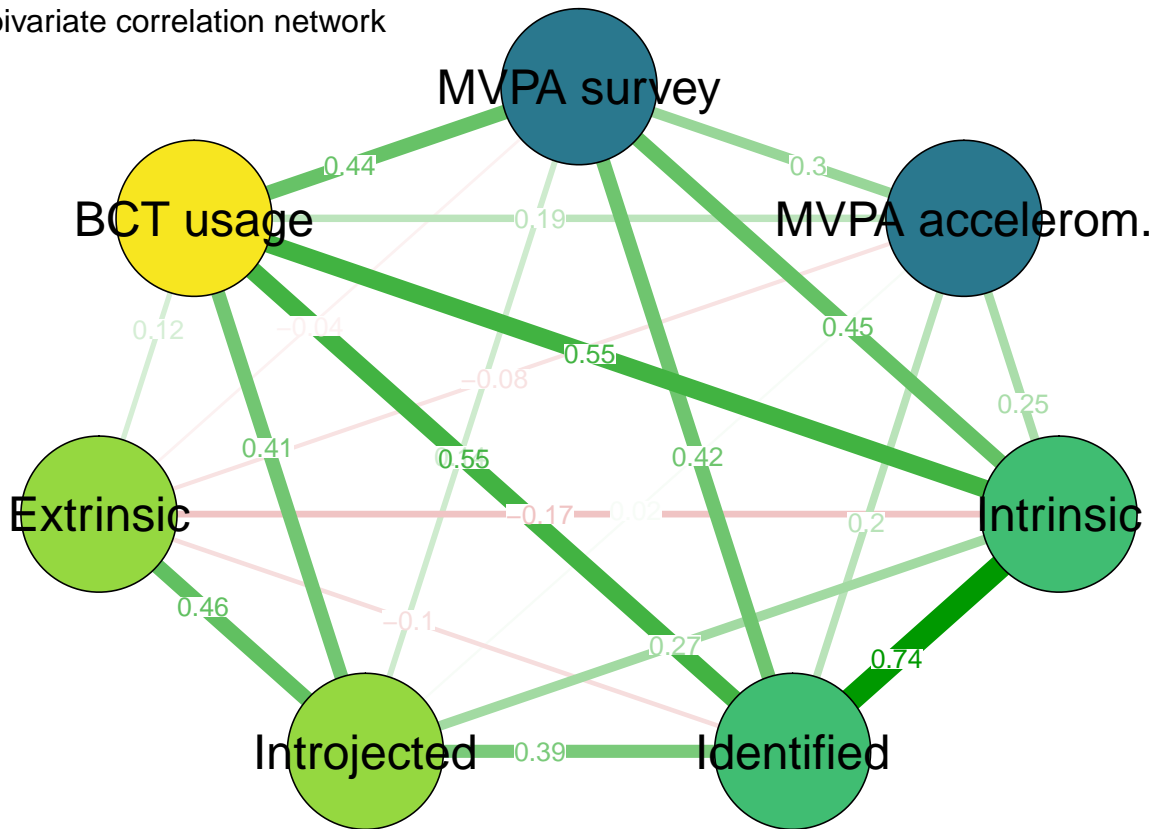 bivariate correlation network
MVPA survey
0.44
0.3
BCT usage
0.19
MVPA accelerom.
0.12
−0.04
0.45
0.55
−0.08
0.25
0.41
0.55
0.42
Extrinsic
−0.17
0.02
0.2
Intrinsic
0.46
−0.1
0.27
0.74
Introjected
0.39
Identified